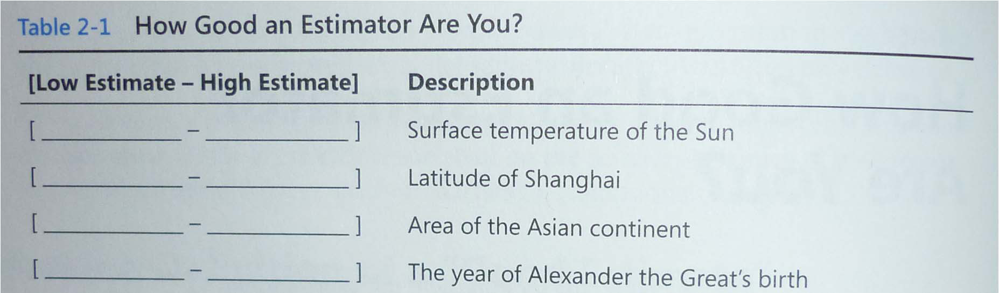 Table 2-1 How Good an Estimator Are You?
[Low Estimate – High Estimate] Description
[ ____________ – ____________ ] Surface temperature of the Sun
[ ____________ – ____________ ] Latitude of Shanghai
[ ____________ – ____________ ] Area of the Asian continent
[ ____________ – ____________ ] The year of Alexander the Great's birth